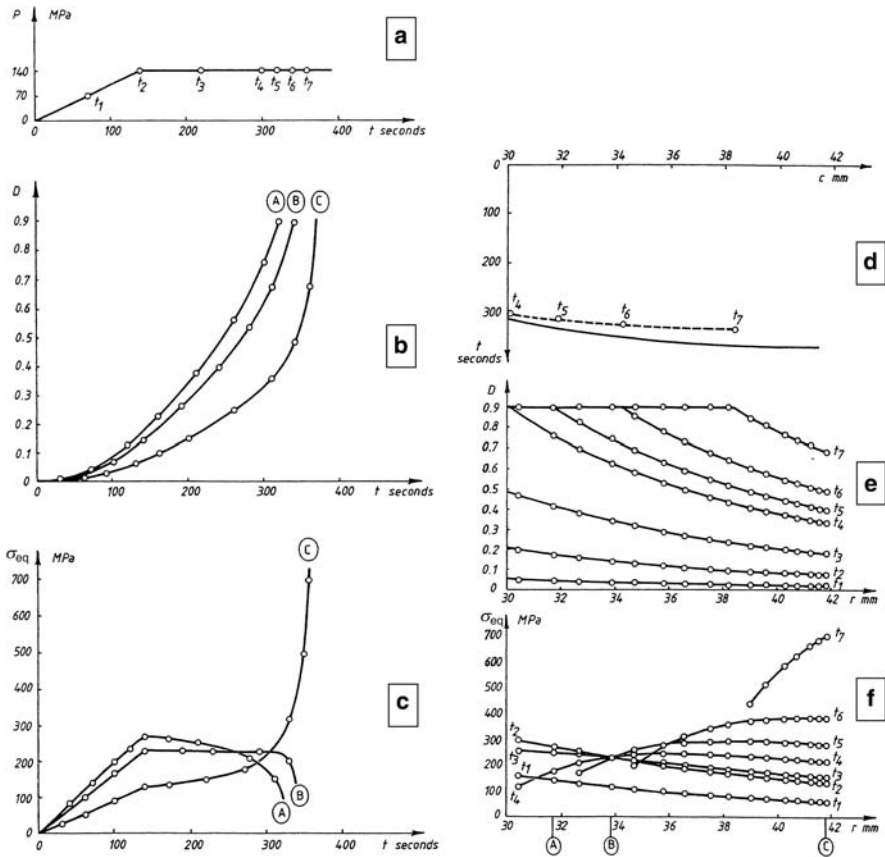 P MPa
a
140
70
0
t1 t2 t3 t4 t5 t6 t7
0 100 200 300 400 t seconds
D
A B C
b
0.9
0.8
0.7
0.6
0.5
0.4
0.3
0.2
0.1
0
0 100 200 300 400 t seconds
σeq MPa
C
c
700
600
500
400
300
200
100
0
A B
0 100 200 300 400 t seconds
30 32 34 36 38 40 42
c mm
0
100
200
300
t seconds
d
t4 t5 t6 t7
D
0.9
0.8
0.7
0.6
0.5
0.4
0.3
0.2
0.1
0
e
t7
t6
t5
t4
t3
t2
t1
30 32 34 36 38 40 42
r mm
σeq MPa
700
600
500
400
300
200
100
0
f
t2
t3
t1
t4
t7
t6
t5
t4
t3
t2
t1
30 32 34 36 38 40 42
r mm
A B C